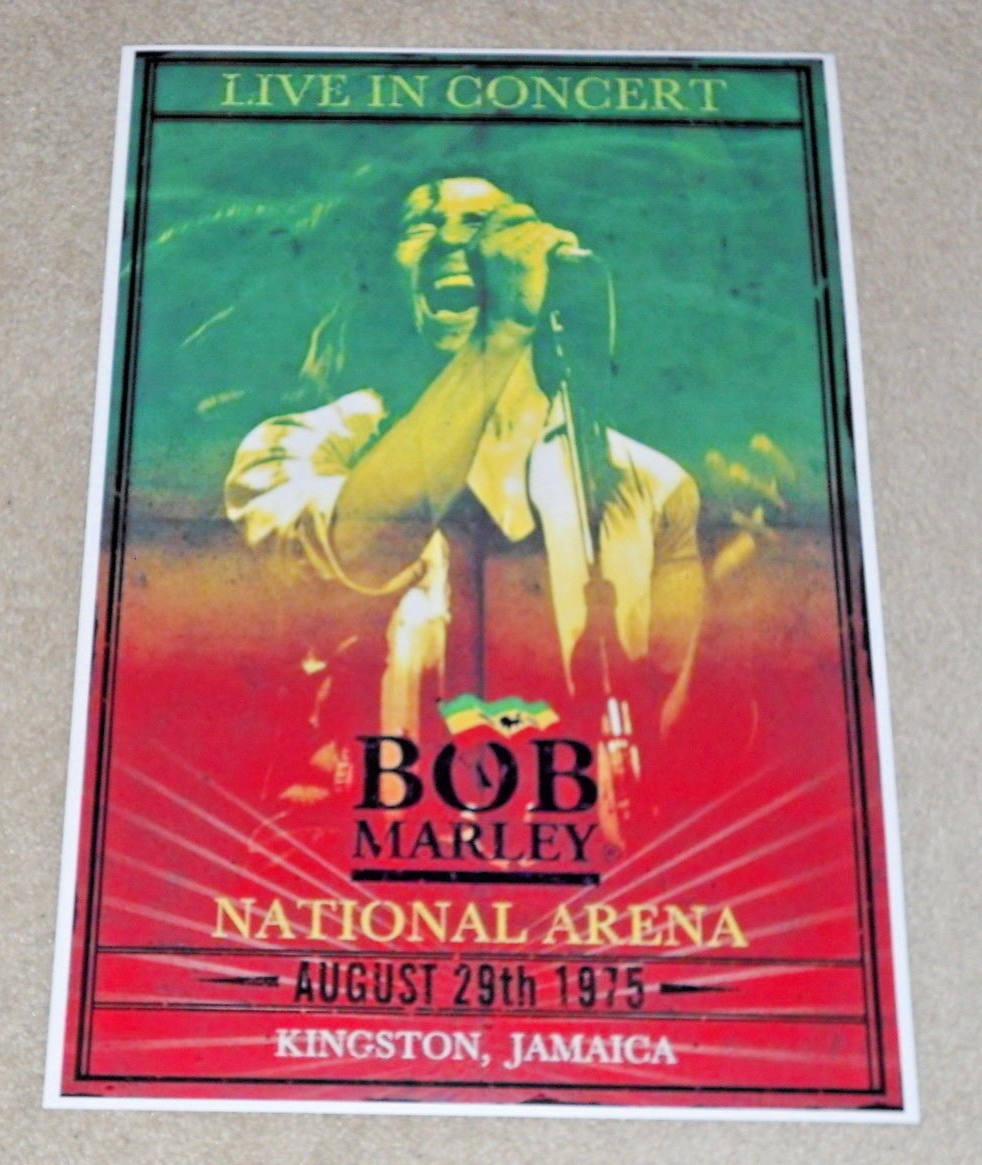 LIVE IN CONCERT
BOB
MARLEY®
NATIONAL ARENA
AUGUST 29th 1975
KINGSTON, JAMAICA